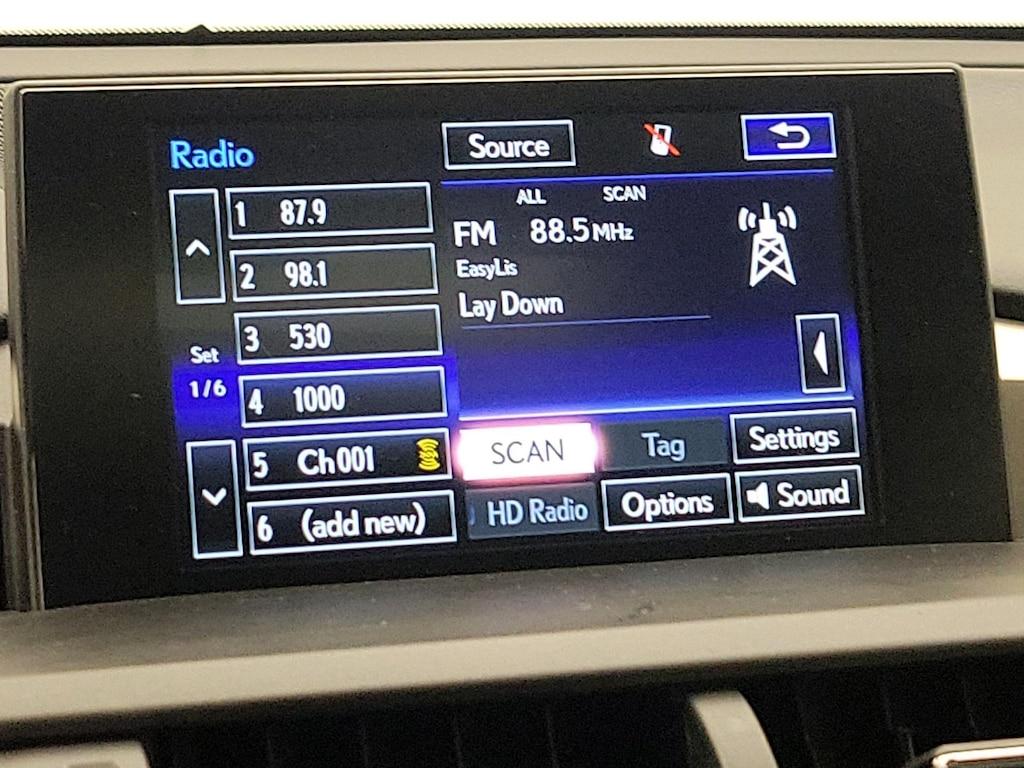 Radio
Source
1 87.9
2 98.1
3 530
Set
1/6
4 1000
5 Ch001
6 (add new)
ALL SCAN
FM 88.5MHz
EasyLis
Lay Down
SCAN
Tag
Settings
HD Radio
Options
Sound